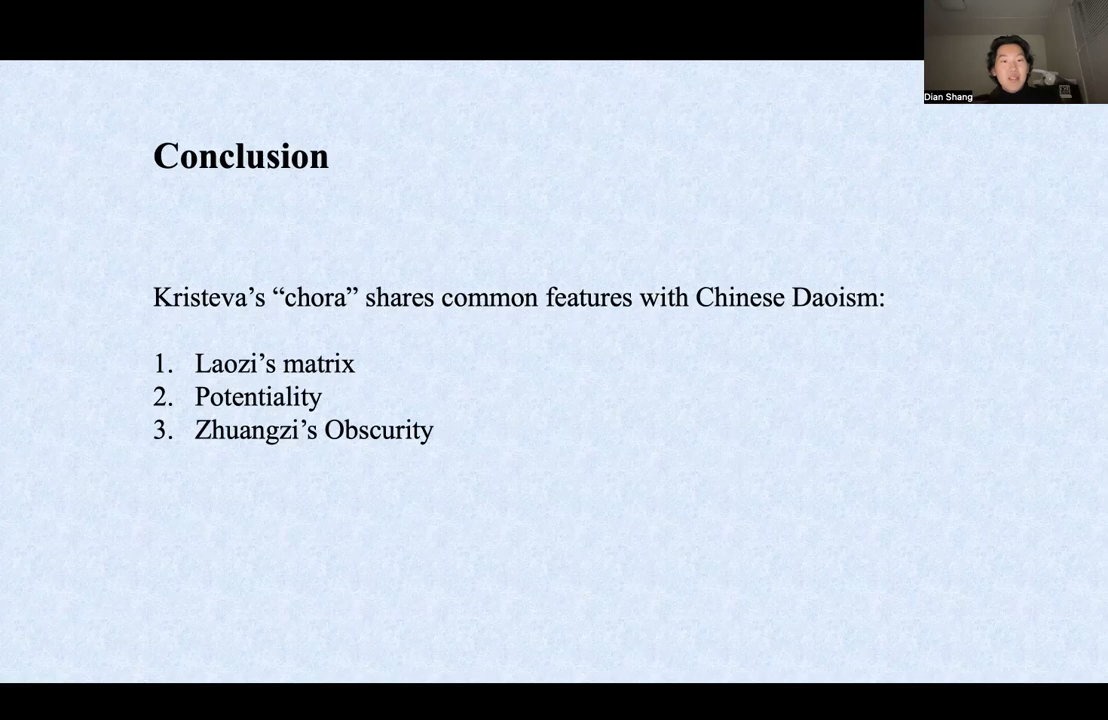 Dian Shang
Conclusion
Kristeva’s “chora” shares common features with Chinese Daoism:
1. Laozi’s matrix
2. Potentiality
3. Zhuangzi’s Obscurity